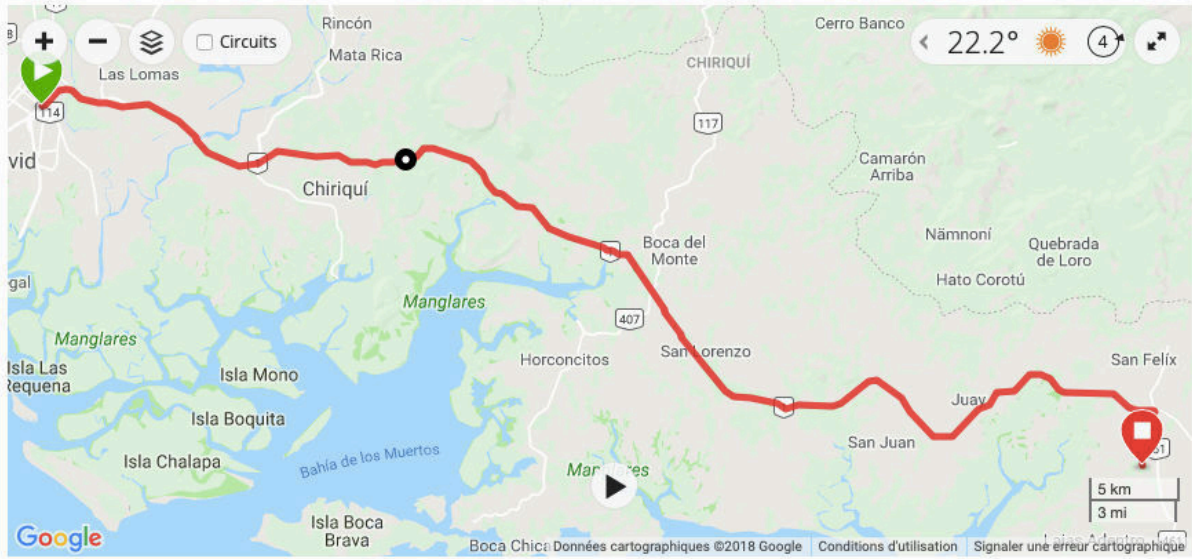 Rincón
Cerro Banco
Circuits
22.2°
4
Mata Rica
CHIRIQUÍ
Las Lomas
114
117
vid
1
Chiriquí
Camarón
Arriba
Boca del
Monte
1
Nämnoní
Quebrada
de Loro
Hato Corotú
gal
Manglares
407
Manglares
San Lorenzo
Horconcitos
San Felíx
Isla Las
Requena
Isla Mono
Juay
Isla Boquita
San Juan
Isla Chalapa
Bahía de los Muertos
Manglares
5 km
3 mi
Isla Boca
Brava
Google
Boca Chica
Données cartographiques ©2018 Google
Conditions d'utilisation
Signaler une erreur cartographique